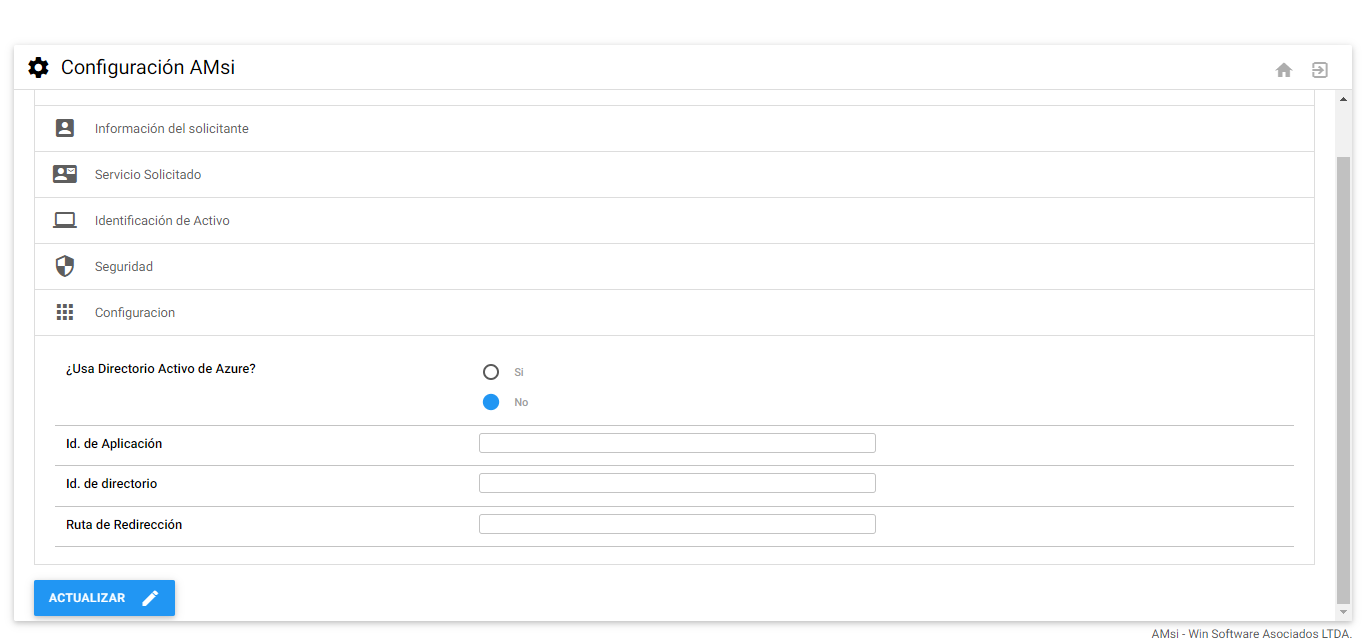 Configuración AMsi
Información del solicitante
Servicio Solicitado
Identificación de Activo
Seguridad
Configuracion
¿Usa Directorio Activo de Azure?
Si
No
Id. de Aplicación
Id. de directorio
Ruta de Redirección
ACTUALIZAR
AMsi - Win Software Asociados LTDA.